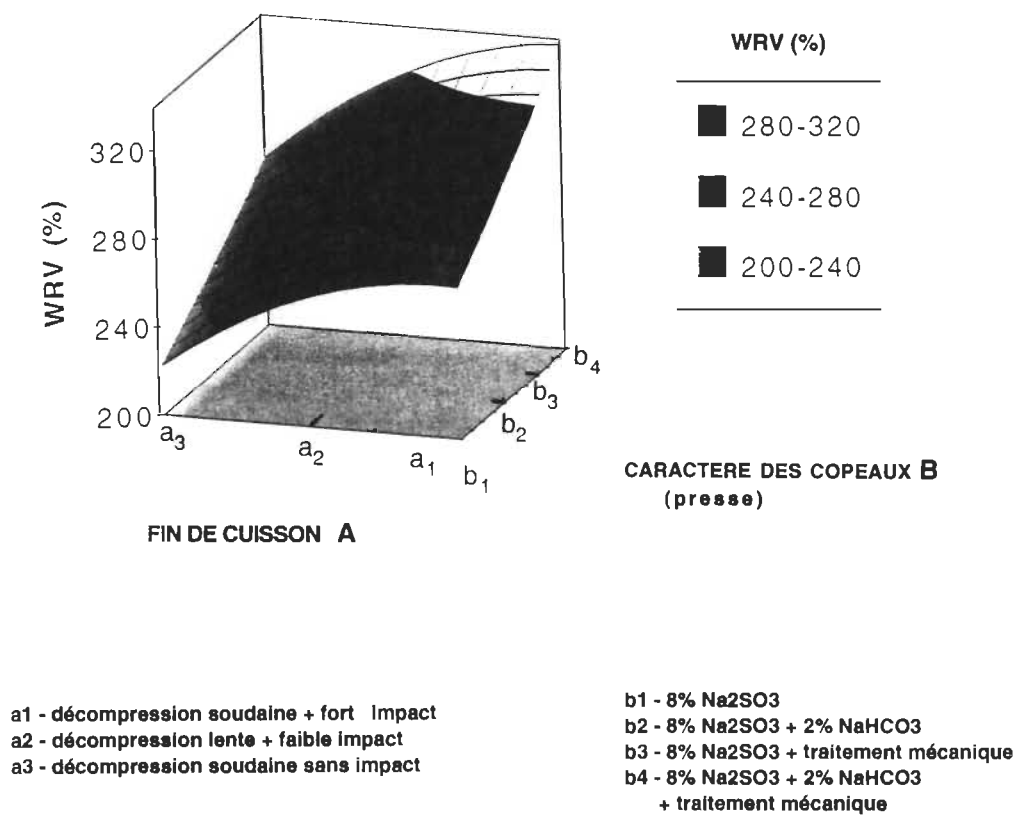 WRV (%)
280-320
240-280
200-240
WRV (%)
320
280
240
200
a3
a2
a1
b1
b2
b3
b4
FIN DE CUISSON A
CARACTERE DES COPEAUX B
(presse)
a1 - décompression soudaine + fort Impact
a2 - décompression lente + faible impact
a3 - décompression soudaine sans impact
b1 - 8% Na2SO3
b2 - 8% Na2SO3 + 2% NaHCO3
b3 - 8% Na2SO3 + traitement mécanique
b4 - 8% Na2SO3 + 2% NaHCO3
+ traitement mécanique